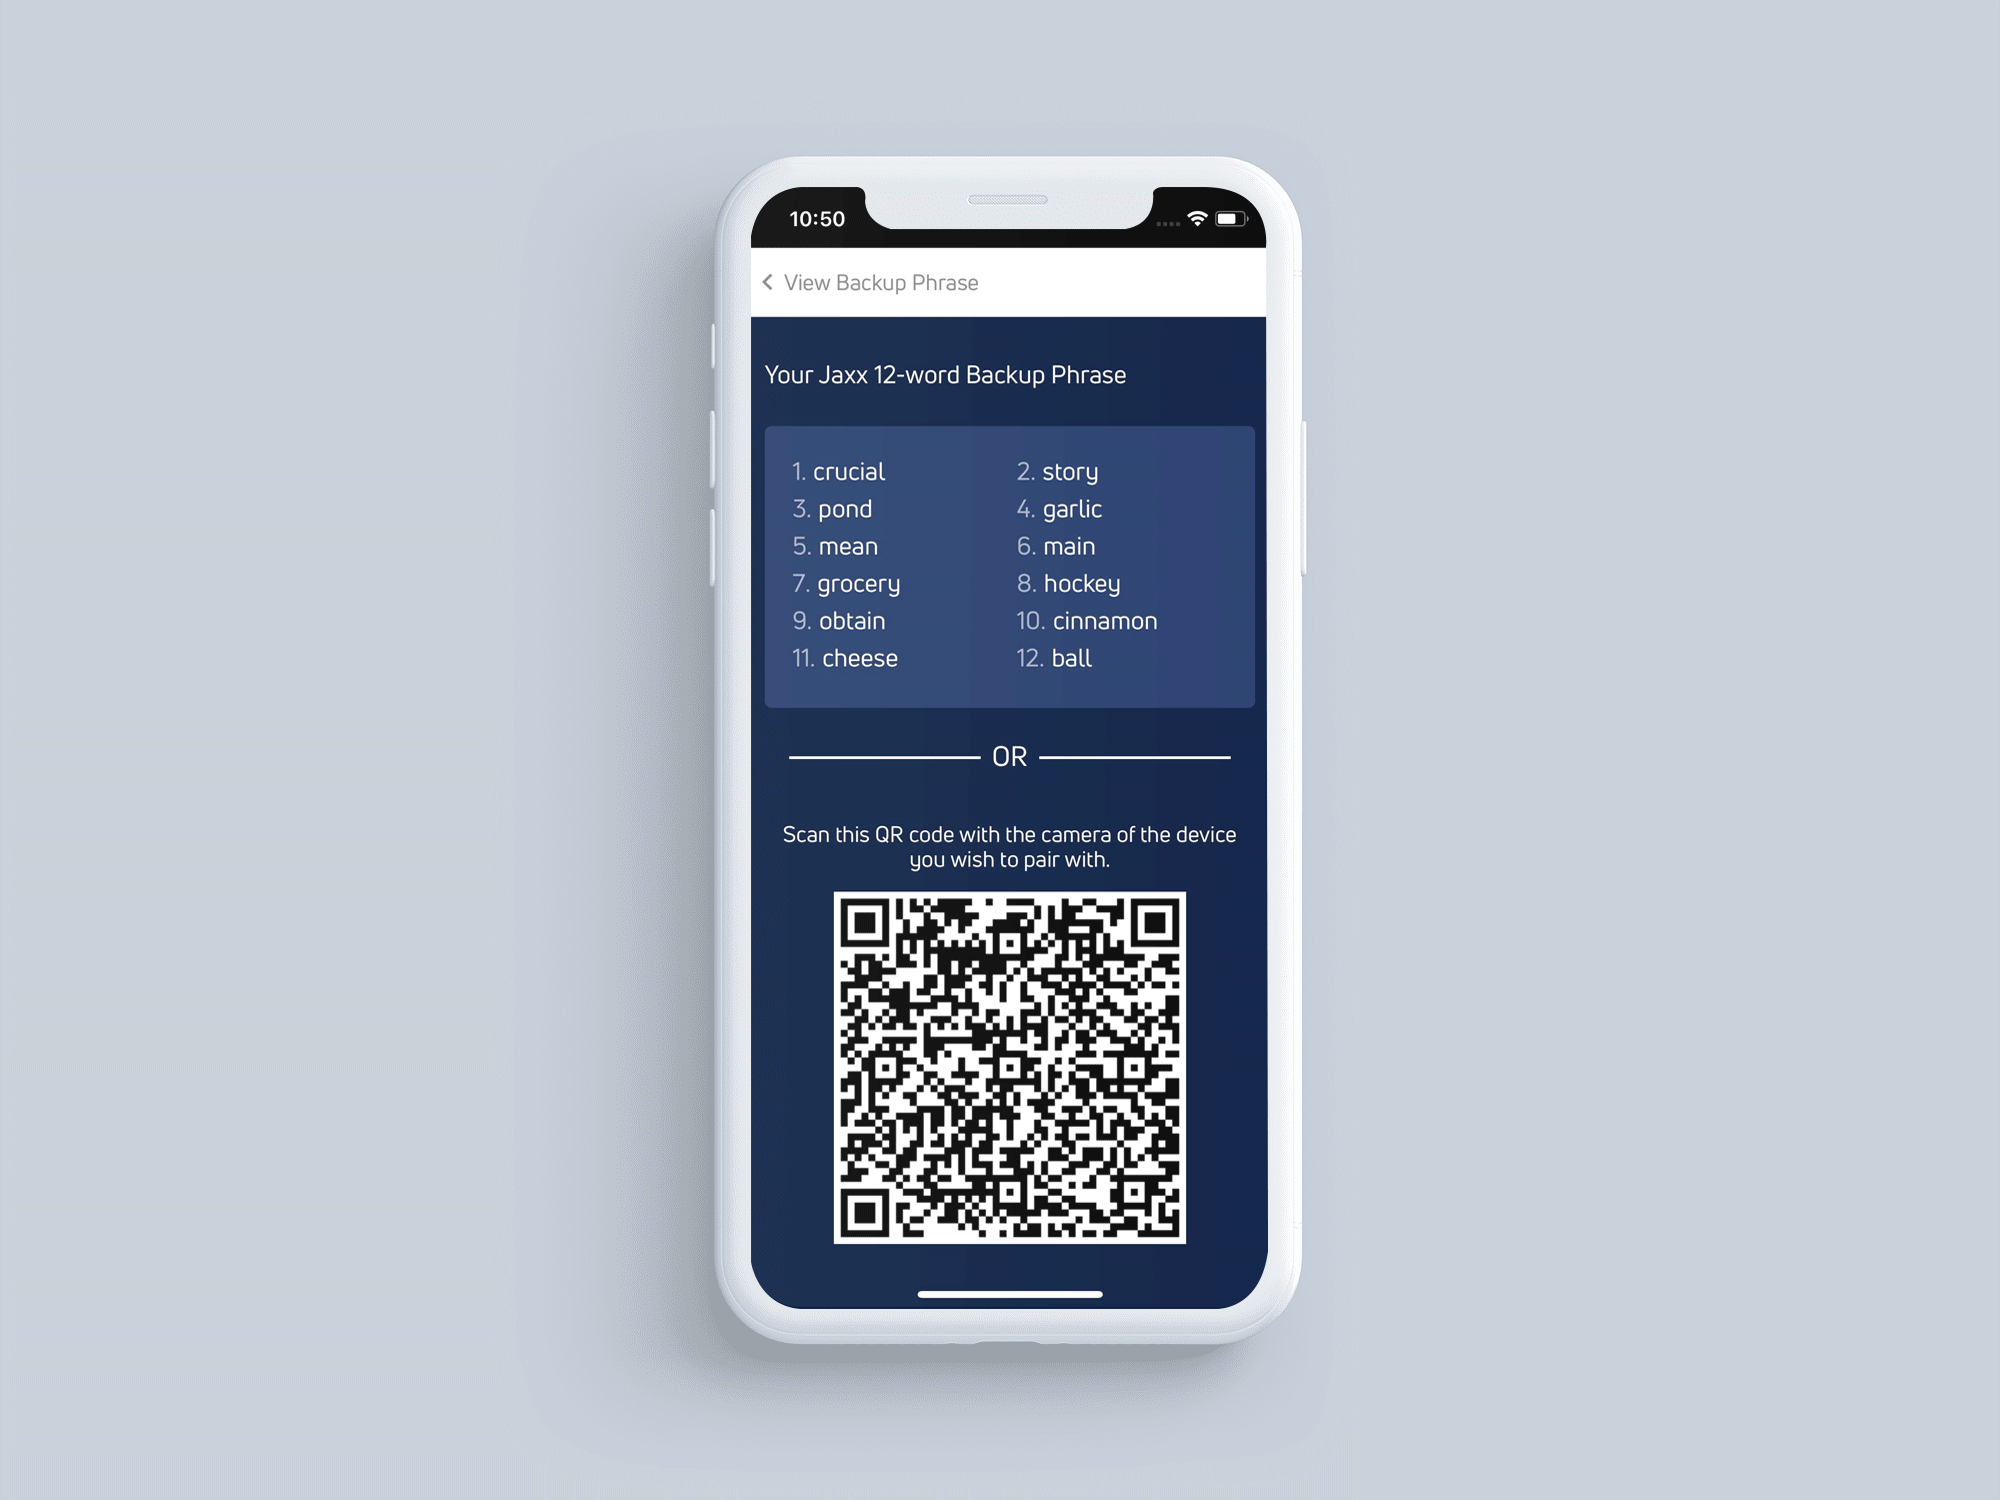 10:50
View Backup Phrase
Your Jaxx 12-word Backup Phrase
1. crucial 2. story
3. pond 4. garlic
5. mean 6. main
7. grocery 8. hockey
9. obtain 10. cinnamon
11. cheese 12. ball
OR
Scan this QR code with the camera of the device
you wish to pair with.